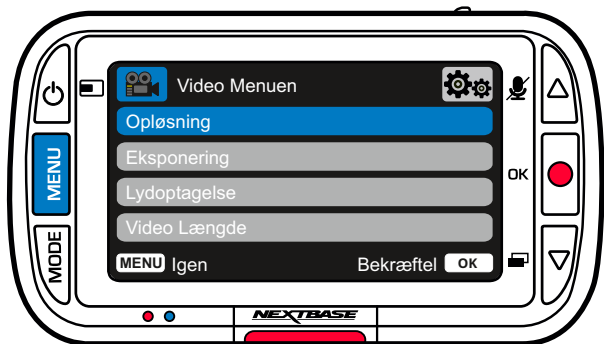 Video Menuen
Opløsning
Eksponering
Lydoptagelse
Video Længde
MENU Igen
Bekræftel OK
MENU
MODE
OK
NEXTBASE